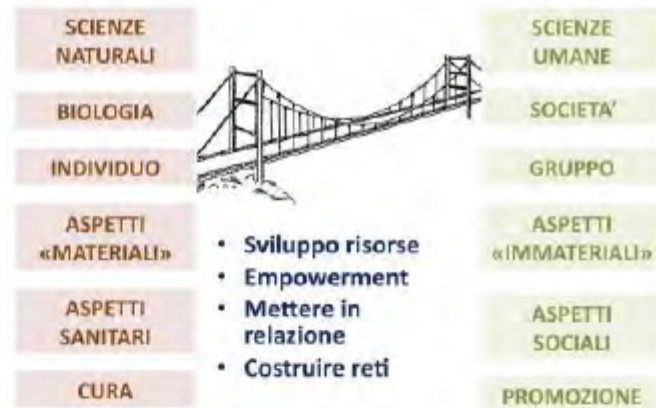 SCIENZE
NATURALI
BIOLOGIA
INDIVIDUO
ASPETTI
«MATERIALI»
ASPETTI
SANITARI
CURA
• Sviluppo risorse
• Empowerment
• Mettere in
relazione
• Costruire reti
SCIENZE
UMANE
SOCIETA'
GRUPPO
ASPETTI
«IMMATERIALI»
ASPETTI
SOCIALI
PROMOZIONE